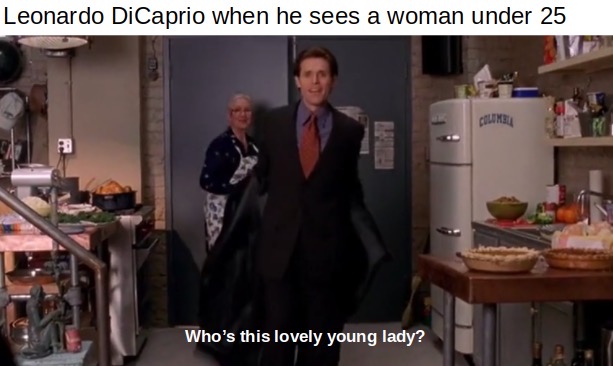 Leonardo DiCaprio when he sees a woman under 25
COLUMBIA
Who's this lovely young lady?